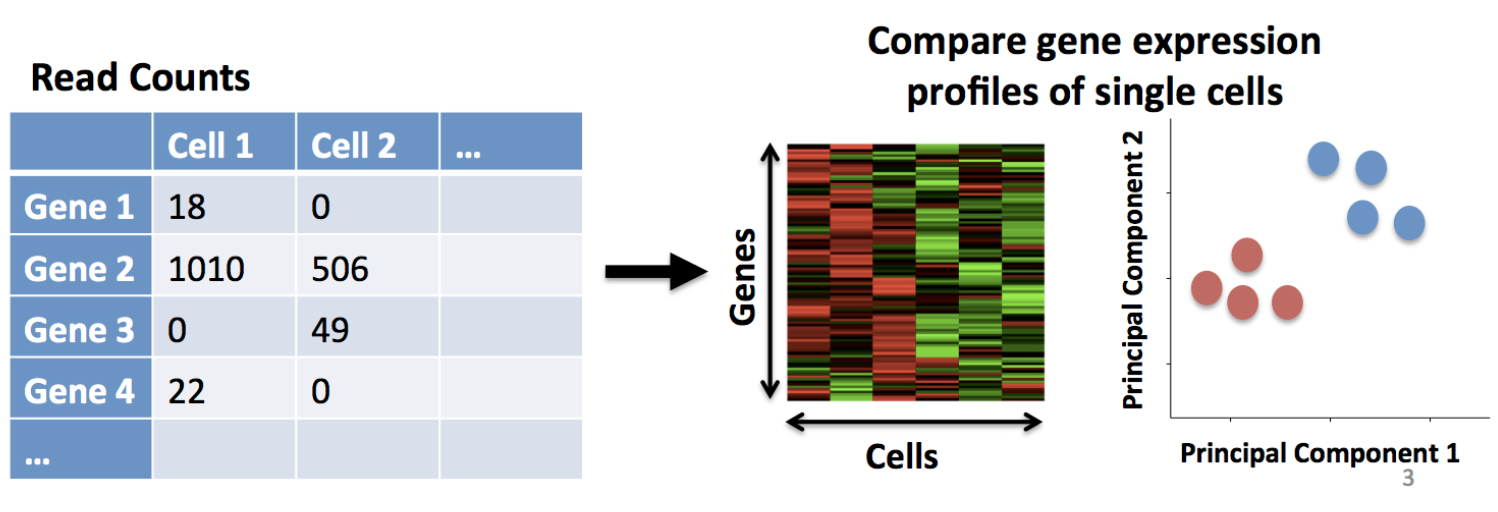 Read Counts
Cell 1 Cell 2 ...
Gene 1 18 0
Gene 2 1010 506
Gene 3 0 49
Gene 4 22 0
...
Compare gene expression
profiles of single cells
Genes
Cells
Principal Component 2
Principal Component 1
3